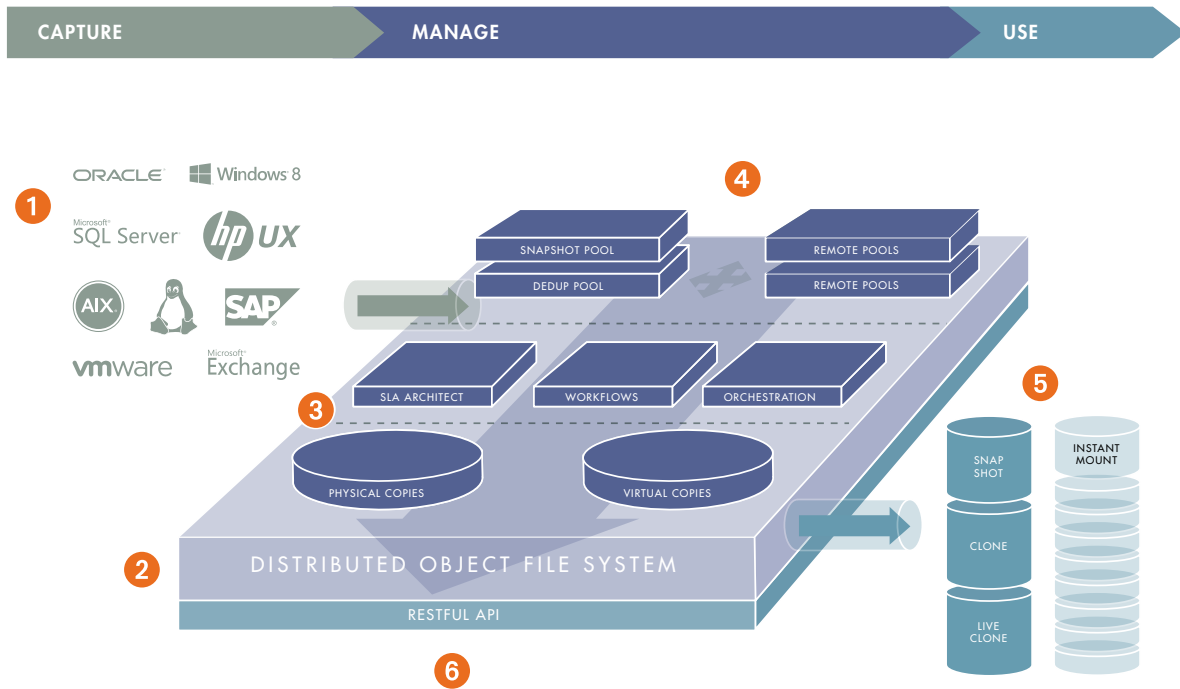 CAPTURE
MANAGE
USE
1
ORACLE
Windows 8
Microsoft
SQL Server
hp UX
AIX
SAP
vmware
Microsoft
Exchange
4
SNAPSHOT POOL
DEDUP POOL
REMOTE POOLS
REMOTE POOLS
SLA ARCHITECT
WORKFLOWS
ORCHESTRATION
3
PHYSICAL COPIES
VIRTUAL COPIES
2
DISTRIBUTED OBJECT FILE SYSTEM
RESTFUL API
6
5
SNAP
SHOT
CLONE
LIVE
CLONE
INSTANT
MOUNT